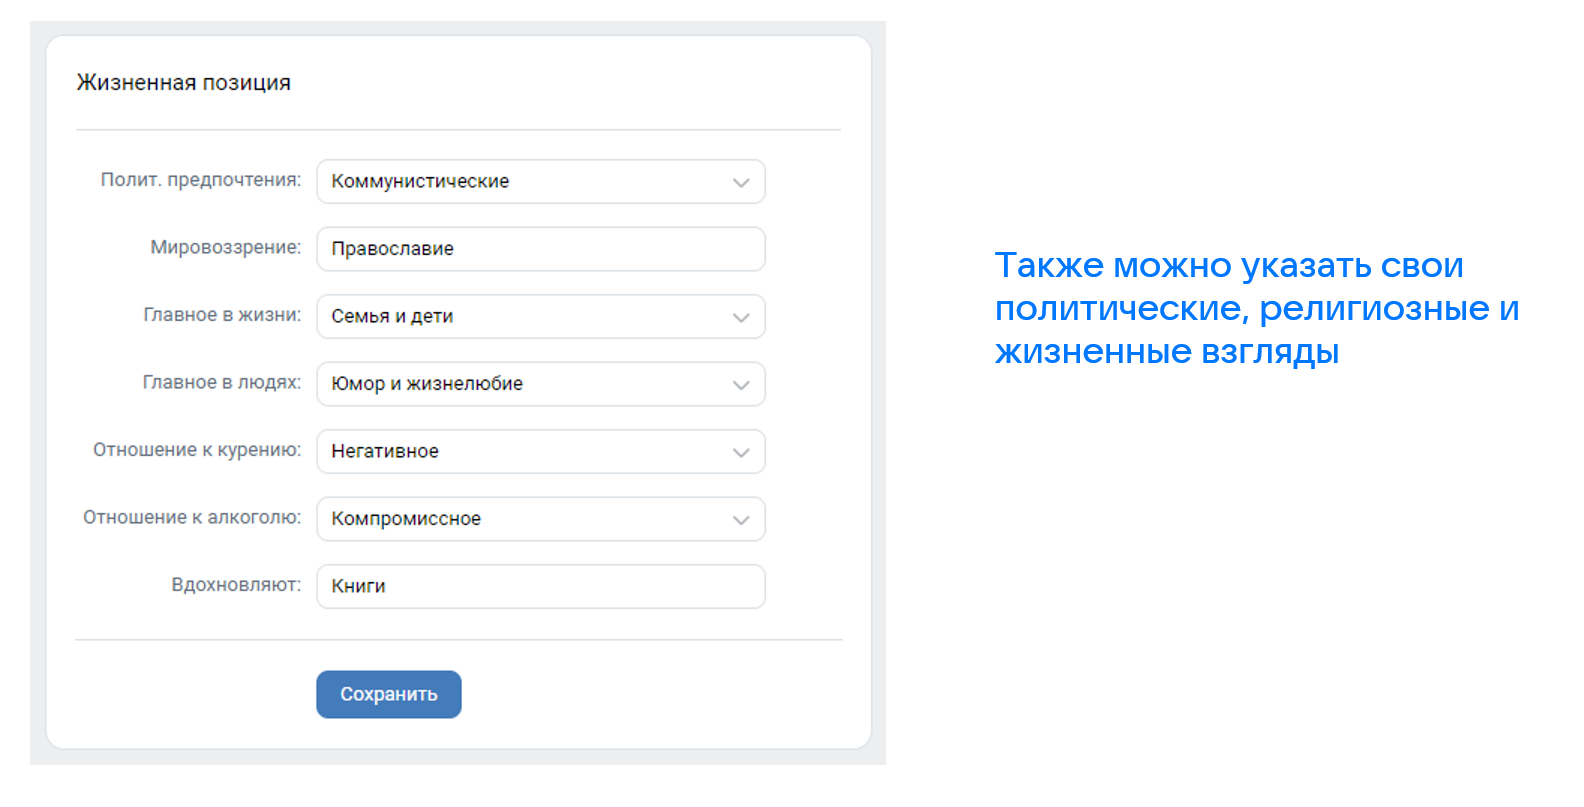 Жизненная позиция
Полит. предпочтения: Коммунистические
Мировоззрение: Православие
Главное в жизни: Семья и дети
Главное в людях: Юмор и жизнелюбие
Отношение к курению: Негативное
Отношение к алкоголю: Компромиссное
Вдохновляют: Книги
Сохранить
Также можно указать свои
политические, религиозные и
жизненные взгляды